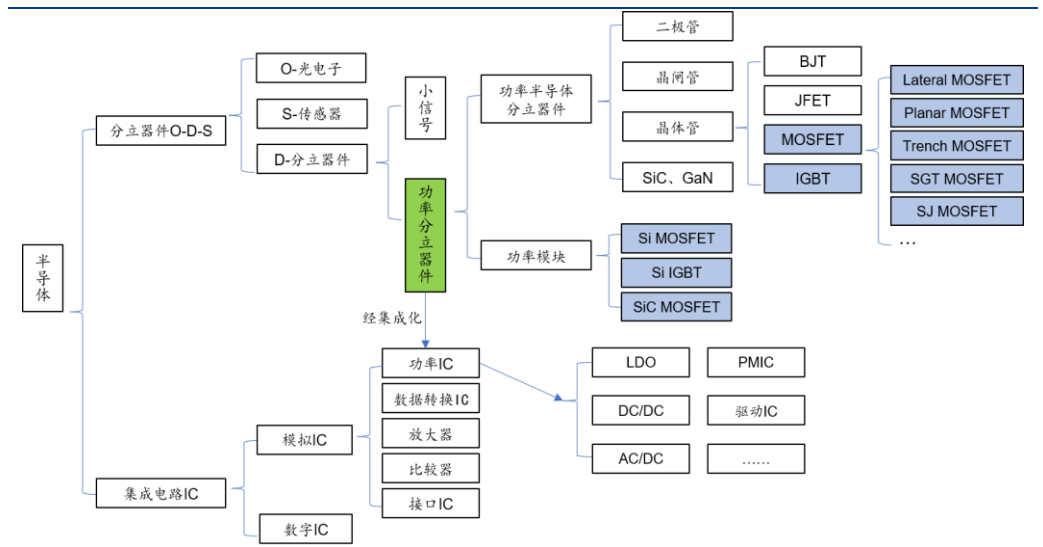 半导体
分立器件O-D-S
O-光电子
S-传感器
D-分立器件
小信号
功率分立器件
功率半导体
分立器件
二极管
晶闸管
晶体管
SiC、GaN
BJT
JFET
MOSFET
IGBT
Lateral MOSFET
Planar MOSFET
Trench MOSFET
SGT MOSFET
SJ MOSFET
…
功率模块
Si MOSFET
Si IGBT
SiC MOSFET
经集成化
集成电路IC
模拟IC
数字IC
功率IC
数据转换IC
放大器
比较器
接口IC
LDO
PMIC
DC/DC
驱动IC
AC/DC
……